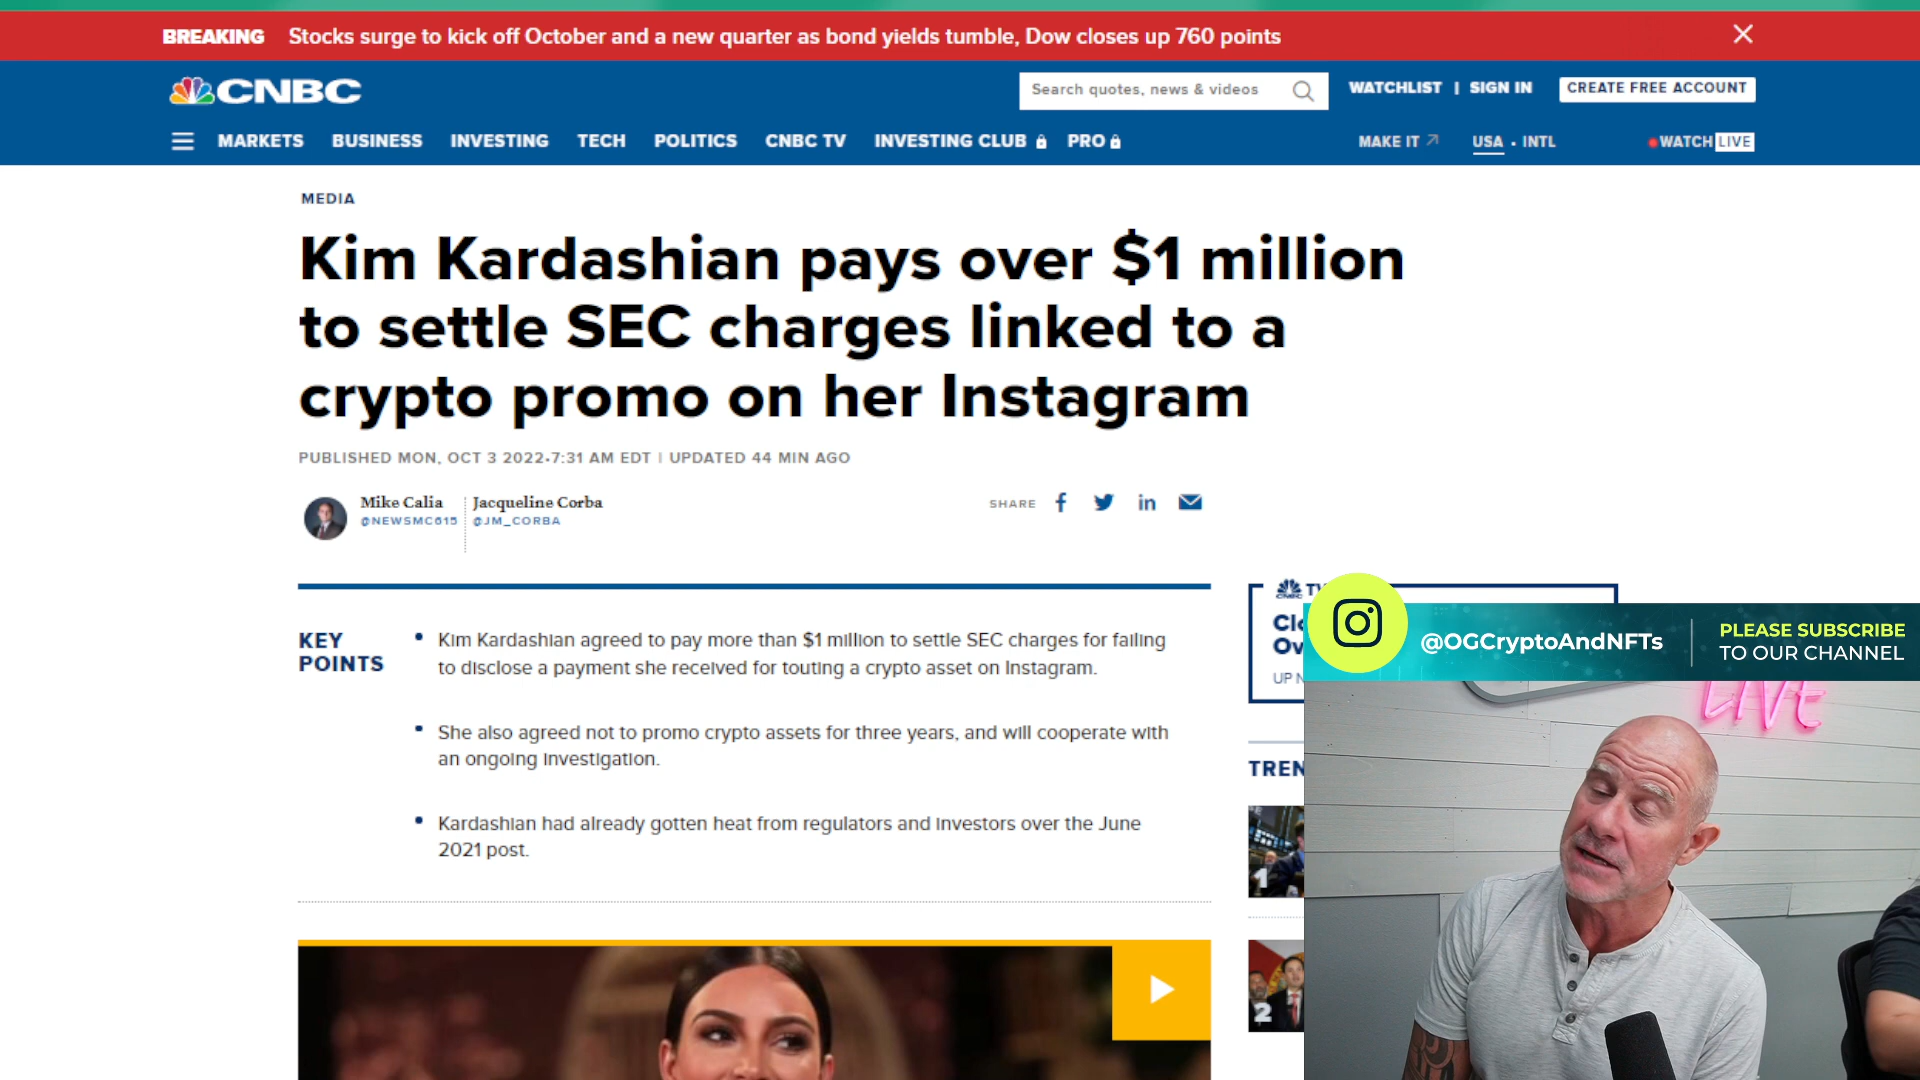 BREAKING Stocks surge to kick off October and a new quarter as bond yields tumble, Dow closes up 760 points
CNBC
Search quotes, news & videos
WATCHLIST | SIGN IN
CREATE FREE ACCOUNT
MARKETS BUSINESS INVESTING TECH POLITICS CNBC TV INVESTING CLUB PRO
MAKE IT USA • INTL
WATCH LIVE
MEDIA
Kim Kardashian pays over $1 million
to settle SEC charges linked to a
crypto promo on her Instagram
PUBLISHED MON, OCT 3 2022•7:31 AM EDT | UPDATED 44 MIN AGO
Mike Calia
@NEWSMC615
Jacqueline Corba
@JM_CORBA
SHARE
KEY
POINTS
• Kim Kardashian agreed to pay more than $1 million to settle SEC charges for failing
to disclose a payment she received for touting a crypto asset on Instagram.
• She also agreed not to promo crypto assets for three years, and will cooperate with
an ongoing investigation.
• Kardashian had already gotten heat from regulators and investors over the June
2021 post.
CNBC
@OGCryptoAndNFTs
PLEASE SUBSCRIBE
TO OUR CHANNEL
LIVE
1
2